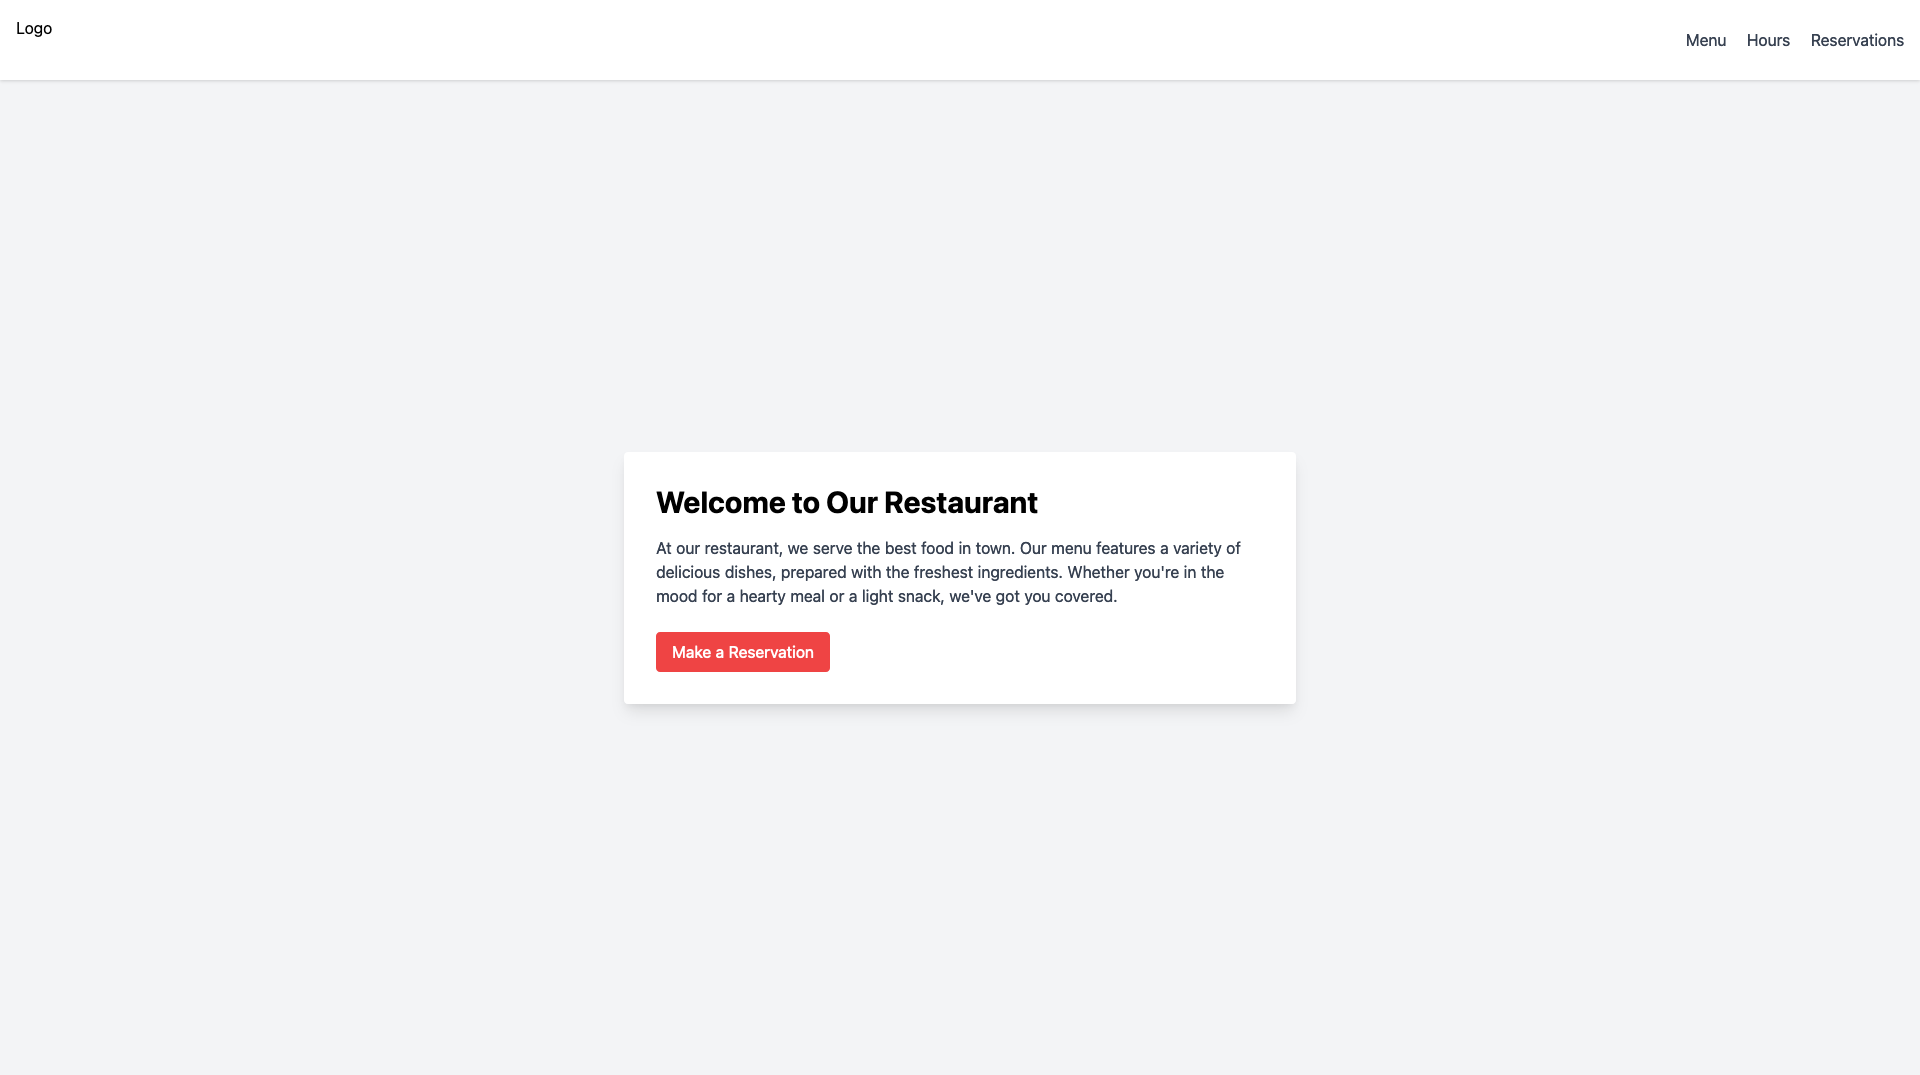 Logo
Menu Hours Reservations
Welcome to Our Restaurant
At our restaurant, we serve the best food in town. Our menu features a variety of
delicious dishes, prepared with the freshest ingredients. Whether you're in the
mood for a hearty meal or a light snack, we've got you covered.
Make a Reservation